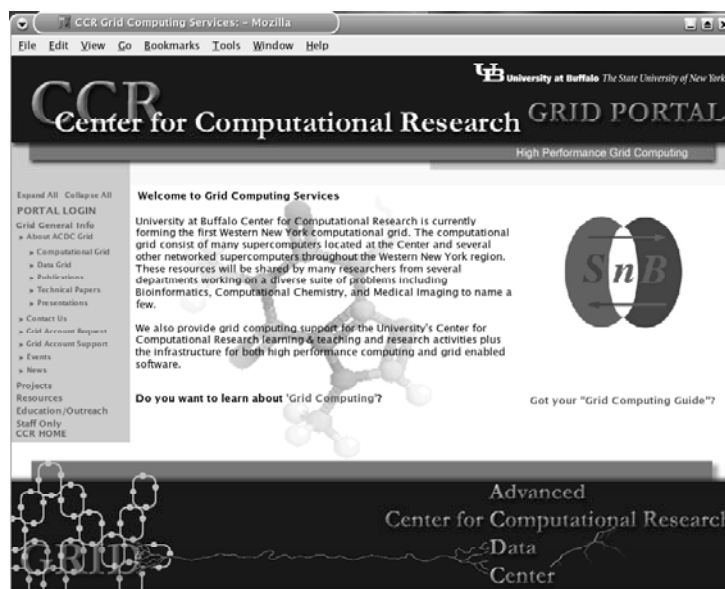 CCR Grid Computing Services: - Mozilla
File Edit View Go Bookmarks Tools Window Help
UB University at Buffalo The State University of New York
CCR
Center for Computational Research GRID PORTAL
High Performance Grid Computing
Expand All Collapse All
PORTAL LOGIN
Grid General Info
» About ACDC Grid
» Computational Grid
» Data Grid
» Publications
» Technical Papers
» Presentations
» Contact Us
» Grid Account Request
» Grid Account Support
» Events
» News
Projects
Resources
Education/Outreach
Staff Only
CCR HOME
Welcome to Grid Computing Services
University at Buffalo Center for Computational Research is currently
forming the first Western New York computational grid. The computational
grid consist of many supercomputers located at the Center and several
other networked supercomputers throughout the Western New York region.
These resources will be shared by many researchers from several
departments working on a diverse suite of problems including
Bioinformatics, Computational Chemistry, and Medical Imaging to name a
few.
We also provide grid computing support for the University's Center for
Computational Research learning & teaching and research activities plus
the infrastructure for both high performance computing and grid enabled
software.
Do you want to learn about 'Grid Computing'?
SnB
Got your "Grid Computing Guide"?
GRID
Advanced
Center for Computational Research
Data
Center